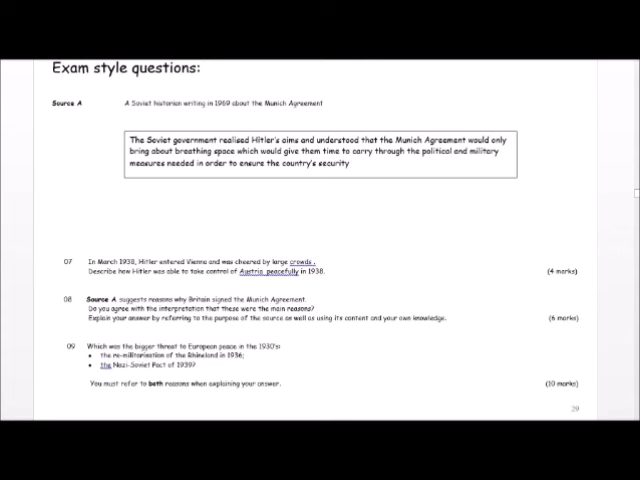 Exam style questions:
Source A A Soviet historian writing in 1969 about the Munich Agreement
The Soviet government realised Hitler's aims and understood that the Munich Agreement would only
bring about breathing space which would give them time to carry through the political and military
measures needed in order to ensure the country's security
07 In March 1938, Hitler entered Vienna and was cheered by large crowds .
Describe how Hitler was able to take control of Austria peacefully in 1938. (4 marks)
08 Source A suggests reasons why Britain signed the Munich Agreement.
Do you agree with the interpretation that these were the main reasons?
Explain your answer by referring to the purpose of the source as well as using its content and your own knowledge. (6 marks)
09 Which was the bigger threat to European peace in the 1930's:
• the re-militarisation of the Rhineland in 1936;
• the Nazi-Soviet Pact of 1939?
You must refer to both reasons when explaining your answer. (10 marks)
29